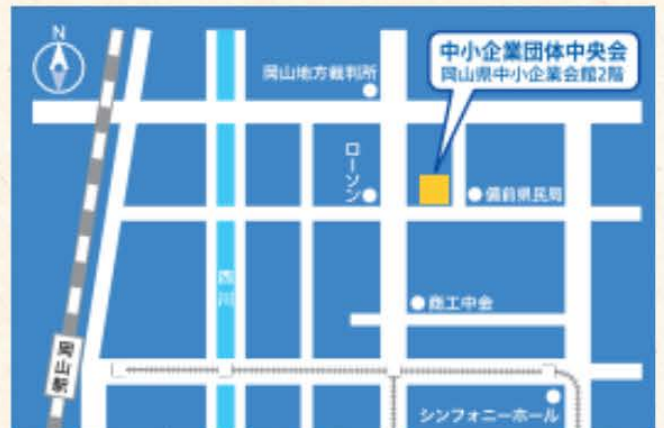 N
中小企業団体中央会
岡山県中小企業会館2階
岡山地方裁判所
ローソン
備前県民局
西川
商工中会
岡山駅
シンフォニーホール